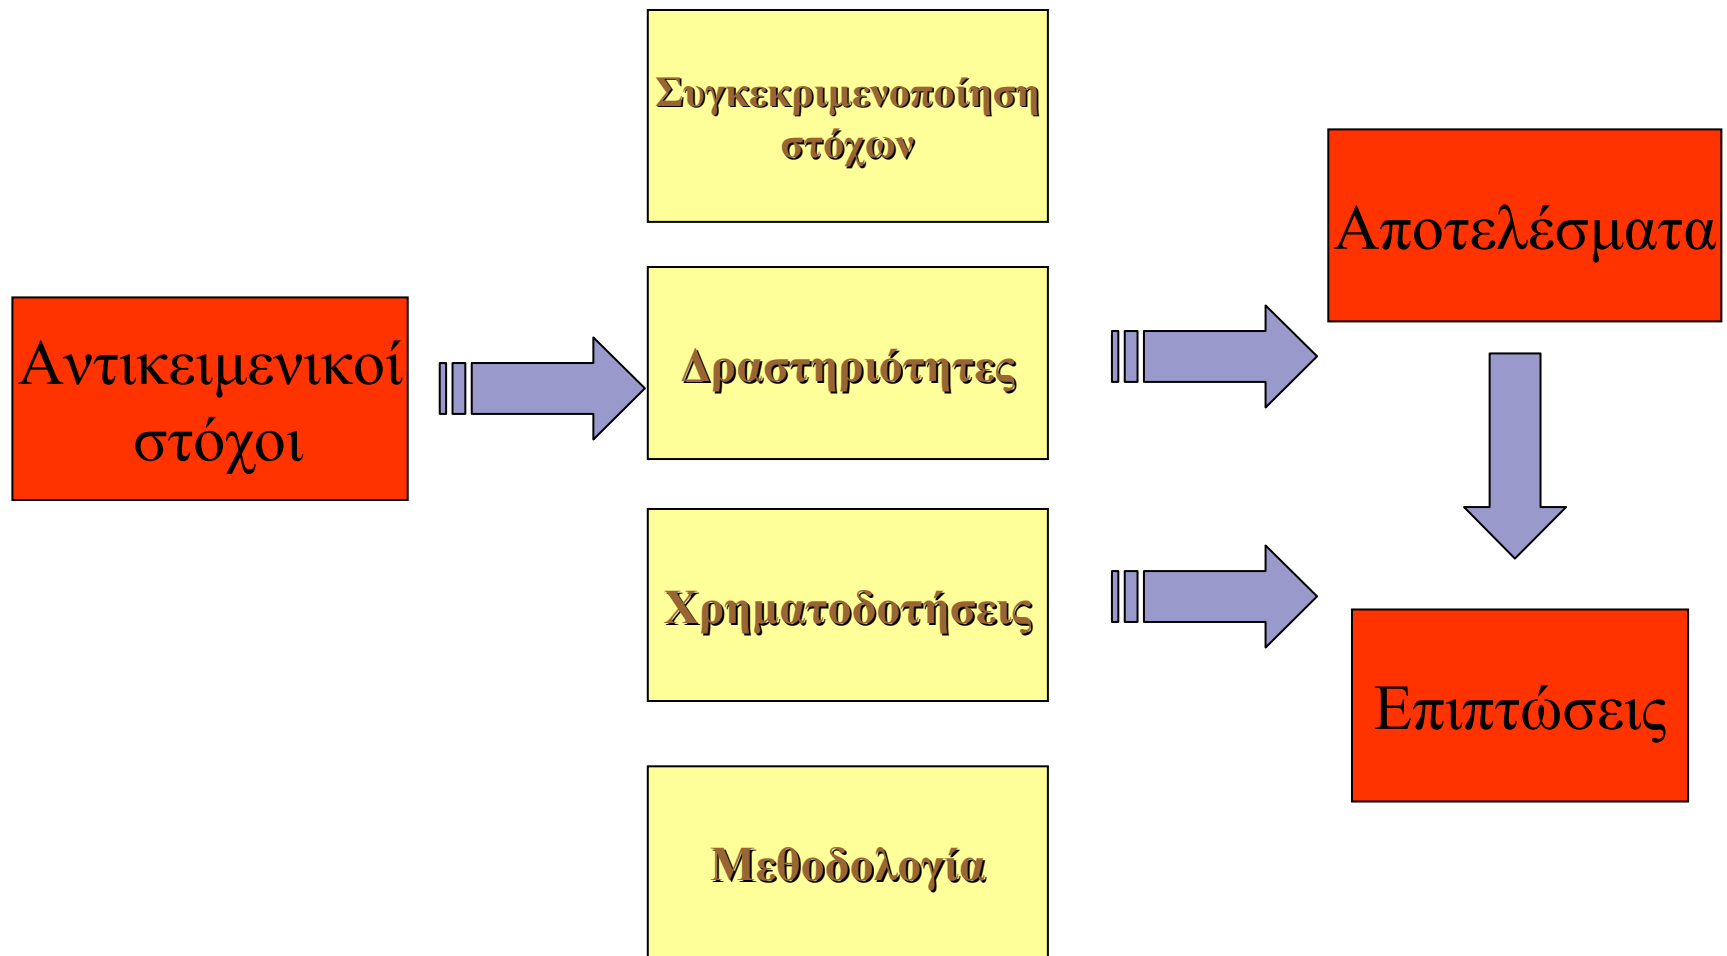 Αντικειμενικοί
στόχοι
Συγκεκριμενοποίηση
στόχων
Δραστηριότητες
Χρηματοδοτήσεις
Μεθοδολογία
Αποτελέσματα
Επιπτώσεις